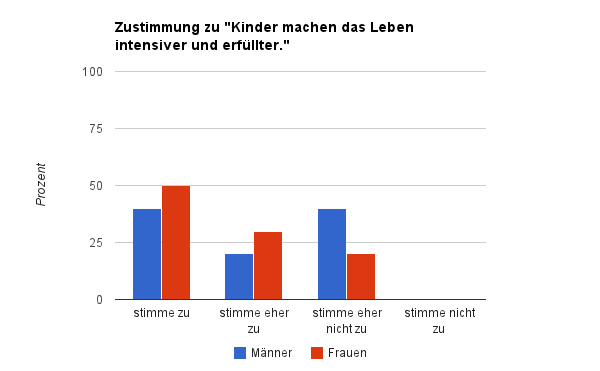 Zustimmung zu "Kinder machen das Leben
intensiver und erfüllter."
100
75
50
25
0
Prozent
stimme zu
stimme eher
zu
stimme eher
nicht zu
stimme nicht
zu
Männer
Frauen